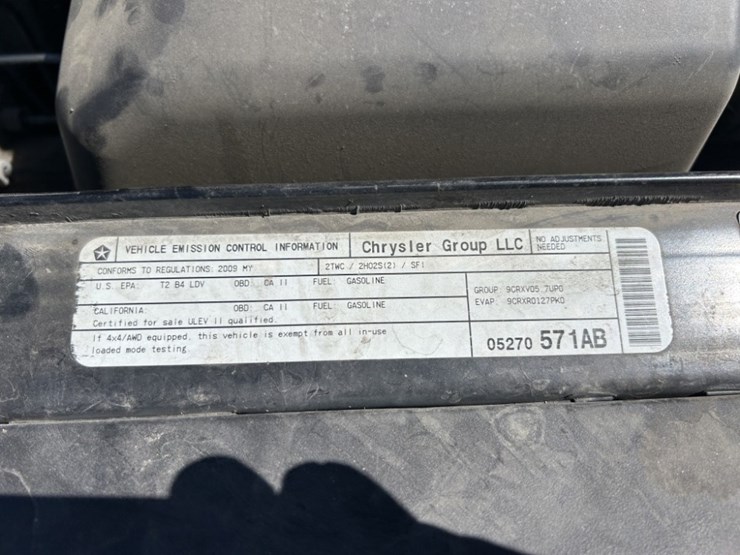 VEHICLE EMISSION CONTROL INFORMATION Chrysler Group LLC NO ADJUSTMENTS NEEDED
CONFORMS TO REGULATIONS: 2009 MY 2TWC / 2HO2S(2) / SFI
U.S. EPA: T2 B4 LDV OBD: CA II FUEL: GASOLINE
GROUP: 9CRXV05.7UP0
CALIFORNIA: OBD: CA II FUEL: GASOLINE
EVAP: 9CRXR0127PK0
Certified for sale ULEV II qualified.
If 4x4/AWD equipped, this vehicle is exempt from all in-use
loaded mode testing.
05270 571AB